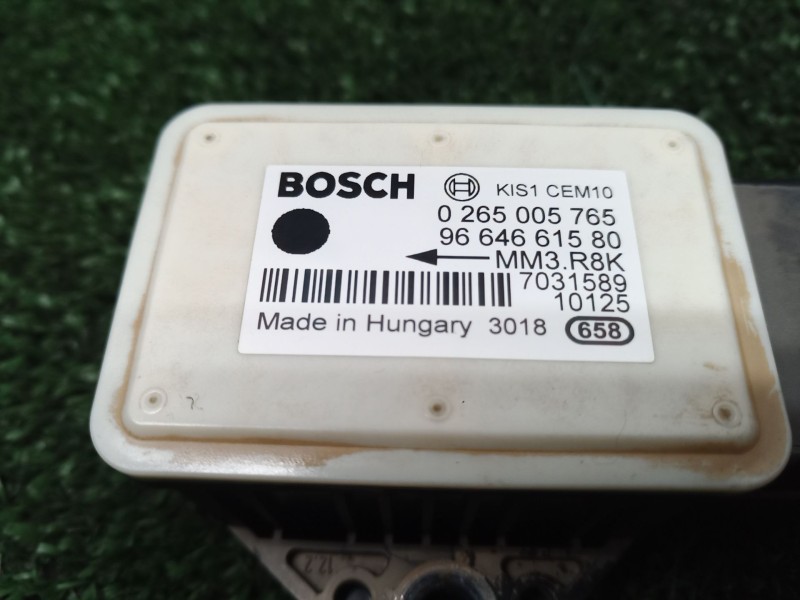 BOSCH KIS1 CEM10
0 265 005 765
96 646 615 80
MM3.R8K
7031589
10125
Made in Hungary 3018 658